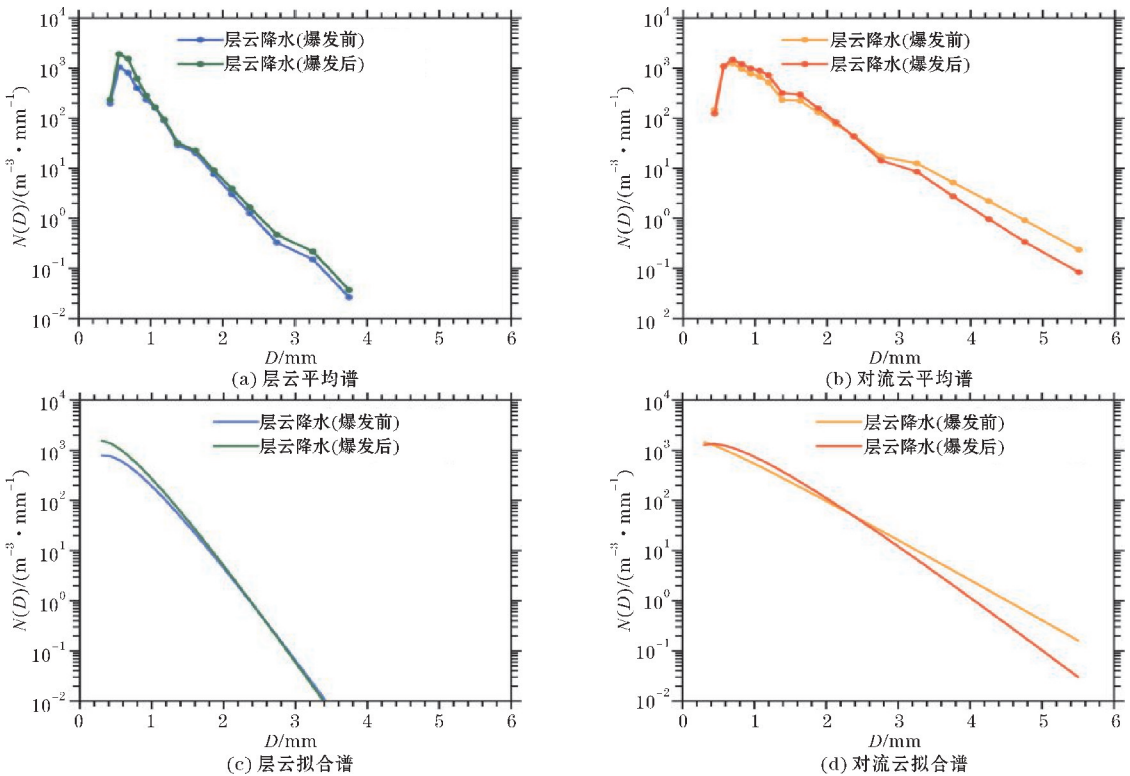 10⁴
10³
10²
10¹
10⁰
10⁻¹
10⁻²
N(D)/(m⁻³·mm⁻¹)
层云降水(爆发前)
层云降水(爆发后)
0 1 2 3 4 5 6
D/mm
(a) 层云平均谱
10⁴
10³
10²
10¹
10⁰
10⁻¹
10⁻²
N(D)/(m⁻³·mm⁻¹)
层云降水(爆发前)
层云降水(爆发后)
0 1 2 3 4 5 6
D/mm
(b) 对流云平均谱
10⁴
10³
10²
10¹
10⁰
10⁻¹
10⁻²
N(D)/(m⁻³·mm⁻¹)
层云降水(爆发前)
层云降水(爆发后)
0 1 2 3 4 5 6
D/mm
(c) 层云拟合谱
10⁴
10³
10²
10¹
10⁰
10⁻¹
10⁻²
N(D)/(m⁻³·mm⁻¹)
层云降水(爆发前)
层云降水(爆发后)
0 1 2 3 4 5 6
D/mm
(d) 对流云拟合谱